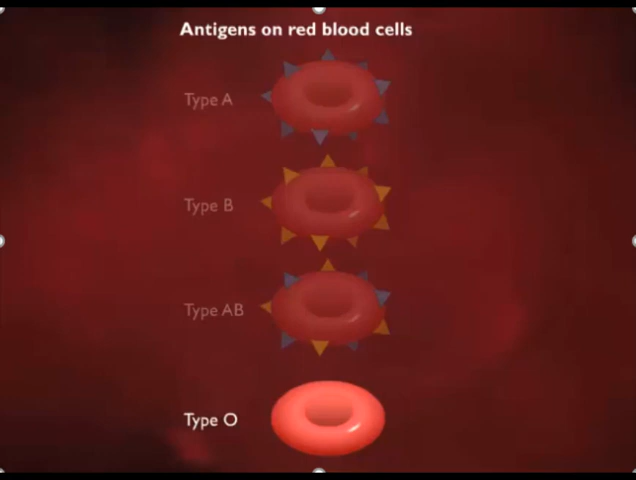 Antigens on red blood cells
Type A
Type B
Type AB
Type O